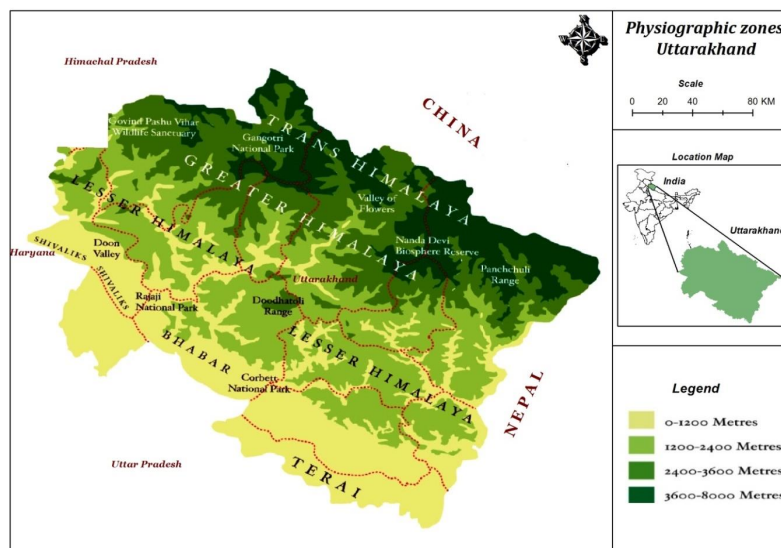 Physiographic zones
Uttarakhand
Scale
0 20 40 80 KM
Location Map
India
Uttarakhand
Legend
0-1200 Metres
1200-2400 Metres
2400-3600 Metres
3600-8000 Metres
Himachal Pradesh
CHINA
Govind Pashu Vihar
Wildlife Sanctuary
Gangotri
National Park
TRANS HIMALAYA
GREATER HIMALAYA
Valley of
Flowers
LESSER HIMALAYA
Nanda Devi
Biosphere Reserve
Panchchuli
Range
Haryana
SHIVALIKS
SHIVALIKS
Doon
Valley
Uttarakhand
Rajaji
National Park
Doodhatoli
Range
BHABAR
LESSER HIMALAYA
Corbett
National Park
NEPAL
Uttar Pradesh
TERAI